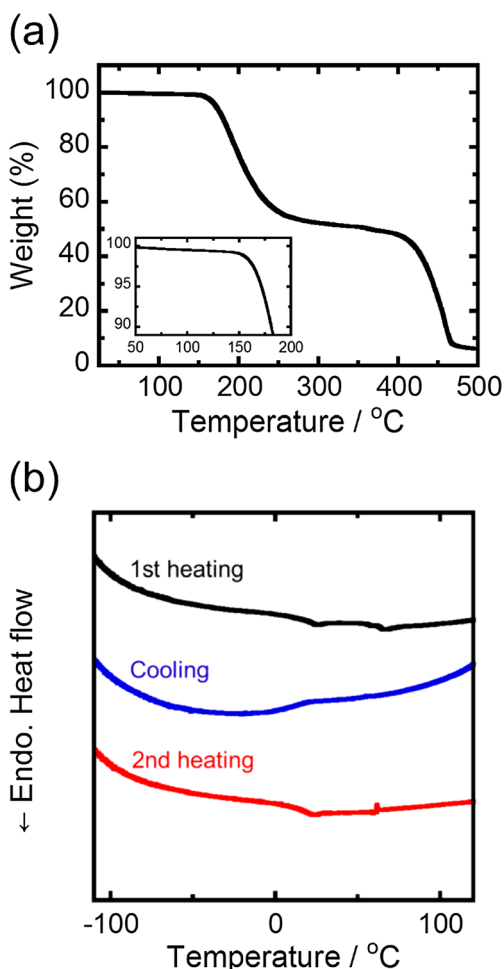 (a)
Weight (%)
100
80
60
40
20
0
100
95
90
50
100
150
200
100
200
300
400
500
Temperature / °C
(b)
← Endo. Heat flow
1st heating
Cooling
2nd heating
-100
0
100
Temperature / °C